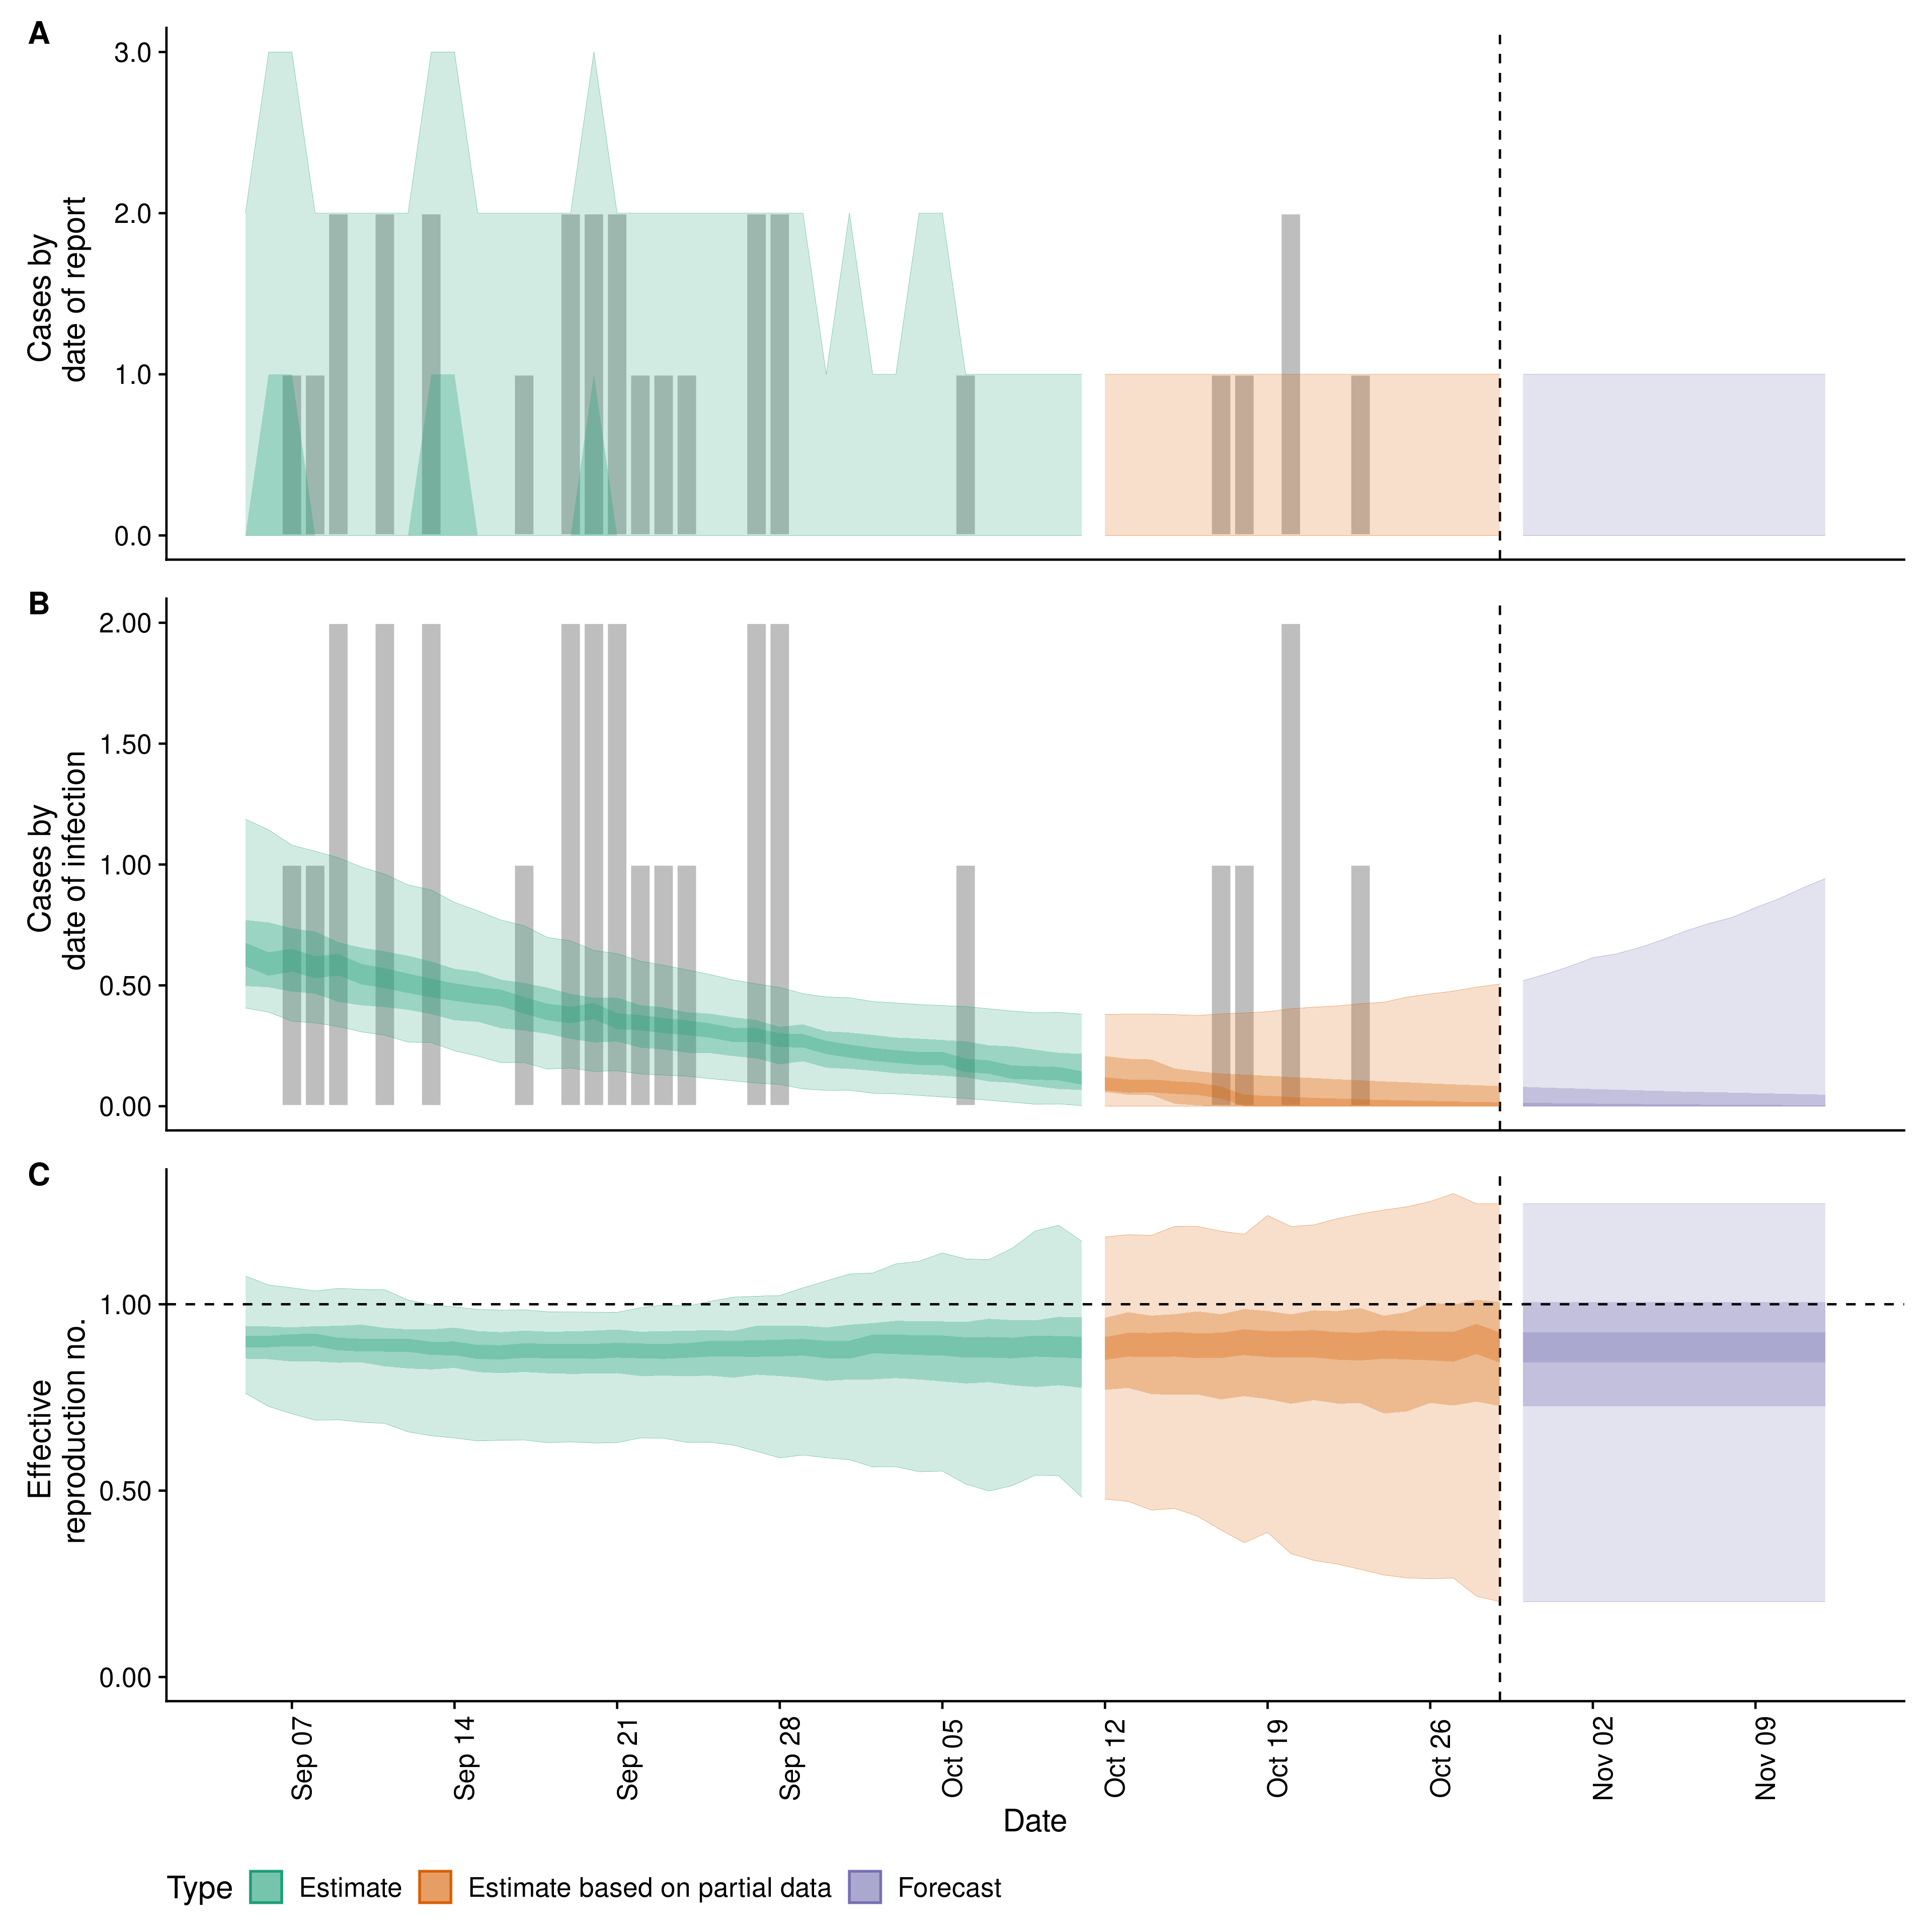 A
3.0
2.0
1.0
0.0
Cases by
date of report
B
2.00
1.50
1.00
0.50
0.00
Cases by
date of infection
C
1.00
0.50
0.00
Effective
reproduction no.
Sep 07
Sep 14
Sep 21
Sep 28
Oct 05
Oct 12
Oct 19
Oct 26
Nov 02
Nov 09
Date
Type Estimate Estimate based on partial data Forecast